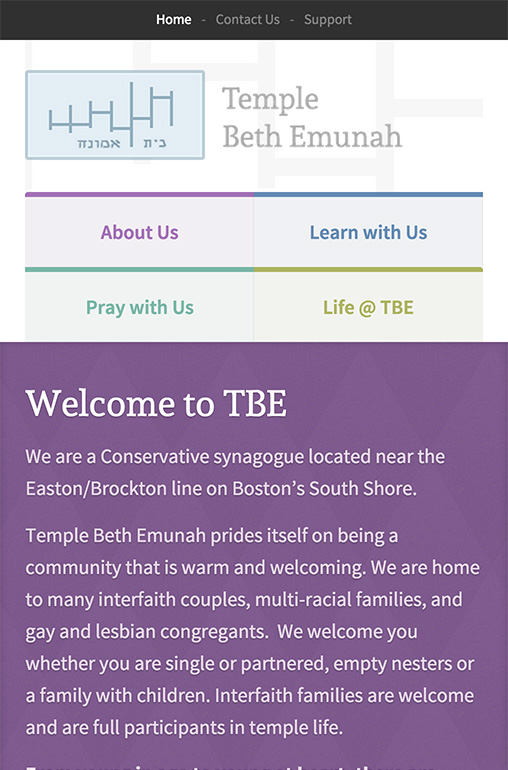 Home - Contact Us - Support
בית אמונה
Temple
Beth Emunah
About Us
Learn with Us
Pray with Us
Life @ TBE
Welcome to TBE
We are a Conservative synagogue located near the
Easton/Brockton line on Boston’s South Shore.
Temple Beth Emunah prides itself on being a
community that is warm and welcoming. We are home
to many interfaith couples, multi-racial families, and
gay and lesbian congregants.  We welcome you
whether you are single or partnered, empty nesters or
a family with children. Interfaith families are welcome
and are full participants in temple life.